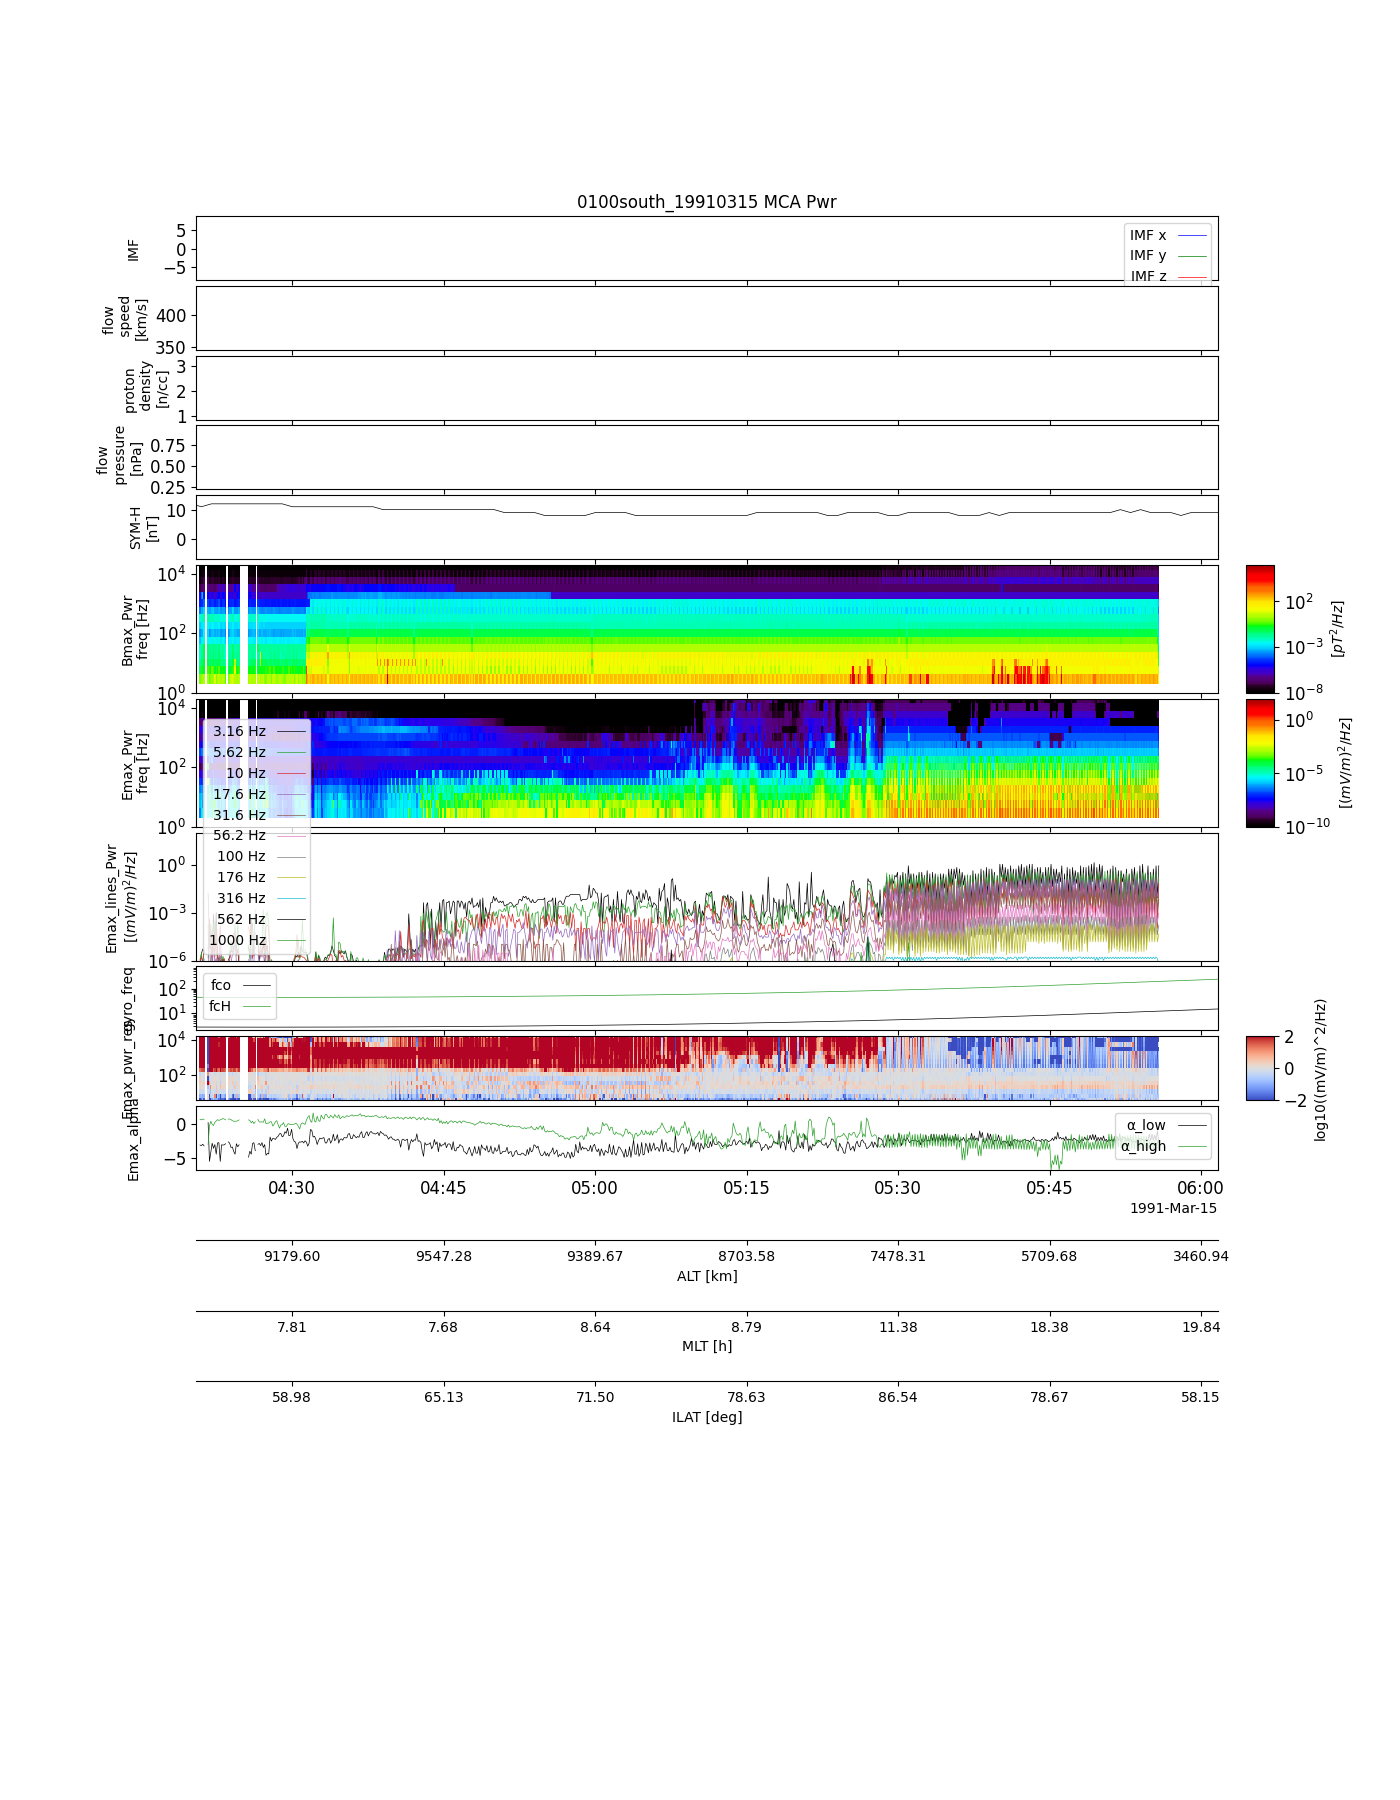 0100south_19910315 MCA Pwr
IMF
5
0
−5
IMF x
IMF y
IMF z
flow
speed
[km/s]
400
350
proton
density
[n/cc]
3
2
1
flow
pressure
[nPa]
0.75
0.50
0.25
SYM-H
[nT]
10
0
Bmax_Pwr
freq [Hz]
10^4
10^2
10^0
10^2
10^−3
10^−8
[pT^2/Hz]
Emax_Pwr
freq [Hz]
10^4
10^2
10^0
10^0
10^−5
10^−10
[(mV/m)^2/Hz]
3.16 Hz
5.62 Hz
10 Hz
17.6 Hz
31.6 Hz
56.2 Hz
100 Hz
176 Hz
316 Hz
562 Hz
1000 Hz
Emax_lines_Pwr
[(mV/m)^2/Hz]
10^0
10^−3
10^−6
gyro_freq
10^2
10^1
fco
fcH
Emax_pwr_reg
10^4
10^2
2
0
−2
log10((mV/m)^2/Hz)
Emax_alpha
0
−5
α_low
α_high
04:30 04:45 05:00 05:15 05:30 05:45 06:00
1991-Mar-15
9179.60 9547.28 9389.67 8703.58 7478.31 5709.68 3460.94
ALT [km]
7.81 7.68 8.64 8.79 11.38 18.38 19.84
MLT [h]
58.98 65.13 71.50 78.63 86.54 78.67 58.15
ILAT [deg]